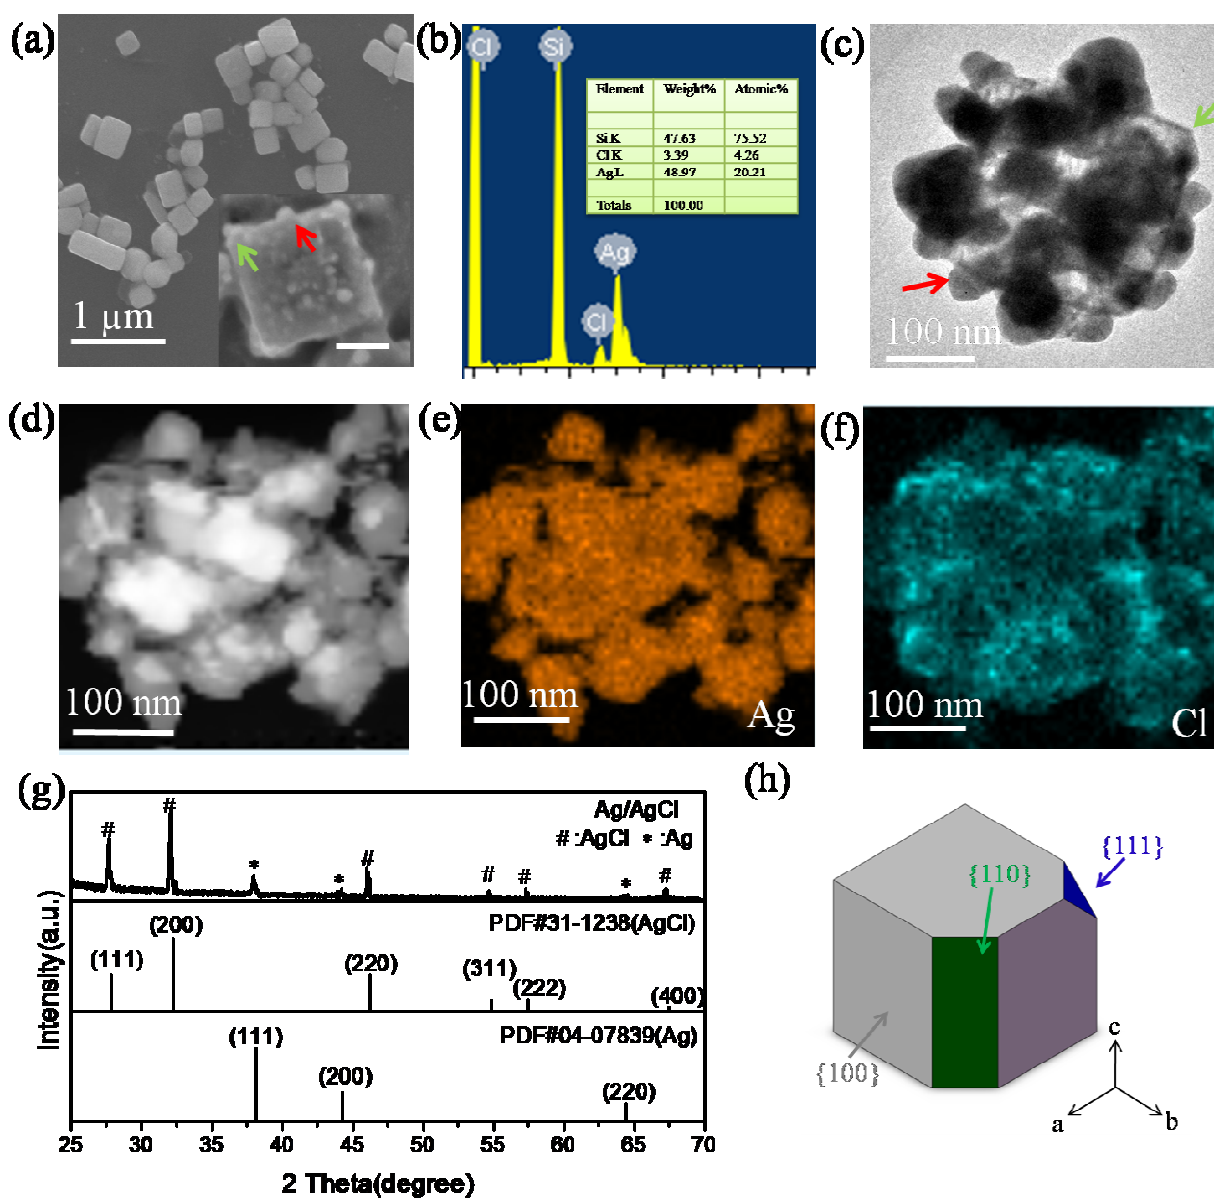 (a)
1 µm
(b)
Cl
Si
Element Weight% Atomic%
Si K 47.63 75.52
Cl K 3.39 4.26
Ag L 48.97 20.21
Totals 100.00
Ag
Cl
(c)
100 nm
(d)
100 nm
(e)
100 nm
Ag
(f)
100 nm
Cl
(g)
Ag/AgCl
# :AgCl * :Ag
# # * * # # # * #
PDF#31-1238(AgCl)
(111) (200) (220) (311) (222) (400)
PDF#04-07839(Ag)
(111) (200) (220)
Intensity(a.u.)
25 30 35 40 45 50 55 60 65 70
2 Theta(degree)
(h)
{111}
{110}
{100}
c
a
b